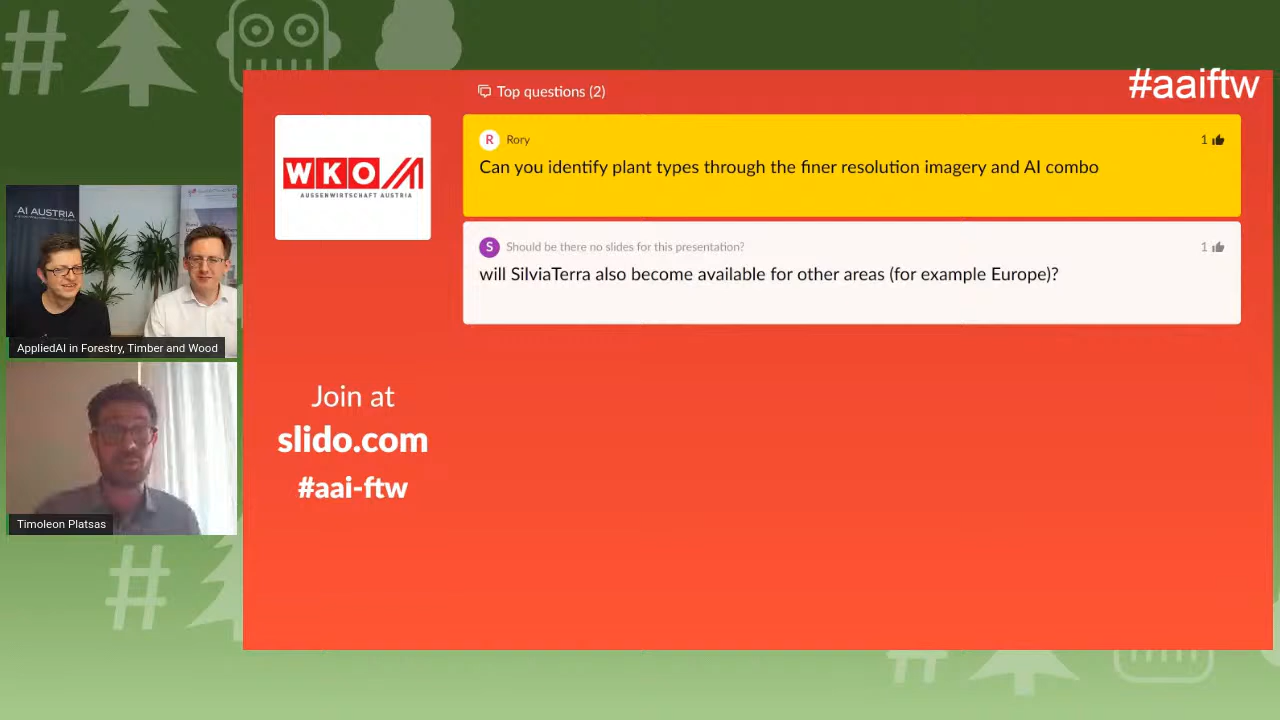 #aaiftw
Top questions (2)
WKO
AUSSENWIRTSCHAFT AUSTRIA
R
Rory
1
Can you identify plant types through the finer resolution imagery and AI combo
S
Should be there no slides for this presentation?
1
will SilviaTerra also become available for other areas (for example Europe)?
AI AUSTRIA
AppliedAI in Forestry, Timber and Wood
Timoleon Platsas
Join at
slido.com
#aai-ftw